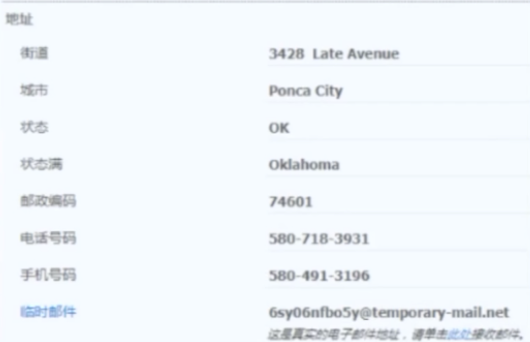 地址
街道 3428 Late Avenue
城市 Ponca City
状态 OK
状态满 Oklahoma
邮政编码 74601
电话号码 580-718-3931
手机号码 580-491-3196
临时邮件 6sy06nfbo5y@temporary-mail.net
这是真实的电子邮件地址，请单击此处接收邮件。